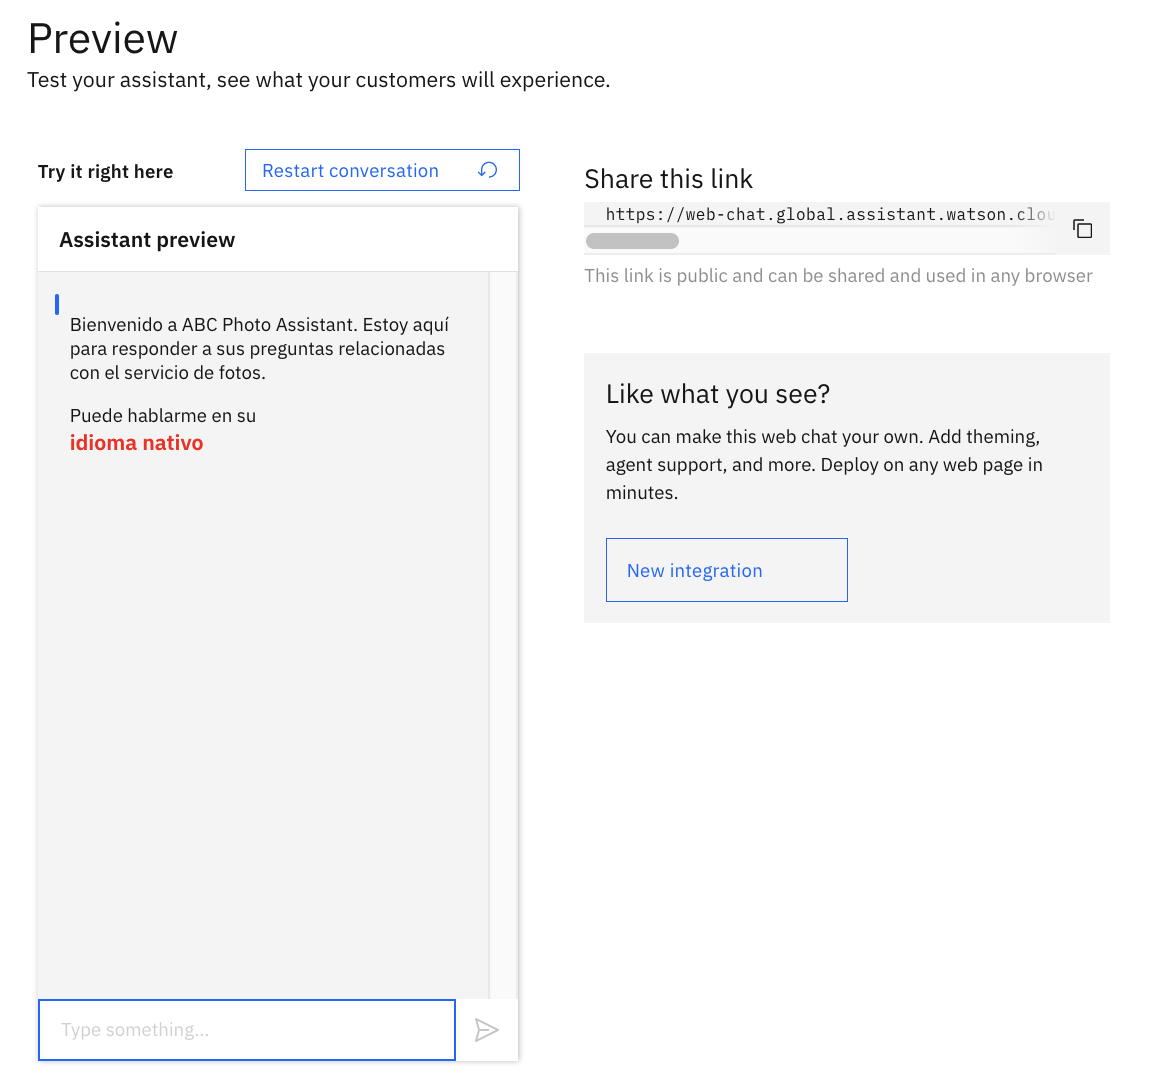 Preview
Test your assistant, see what your customers will experience.
Try it right here
Restart conversation
Assistant preview
Bienvenido a ABC Photo Assistant. Estoy aquí
para responder a sus preguntas relacionadas
con el servicio de fotos.
Puede hablarme en su
idioma nativo
Type something...
Share this link
https://web-chat.global.assistant.watson.clou
This link is public and can be shared and used in any browser
Like what you see?
You can make this web chat your own. Add theming,
agent support, and more. Deploy on any web page in
minutes.
New integration